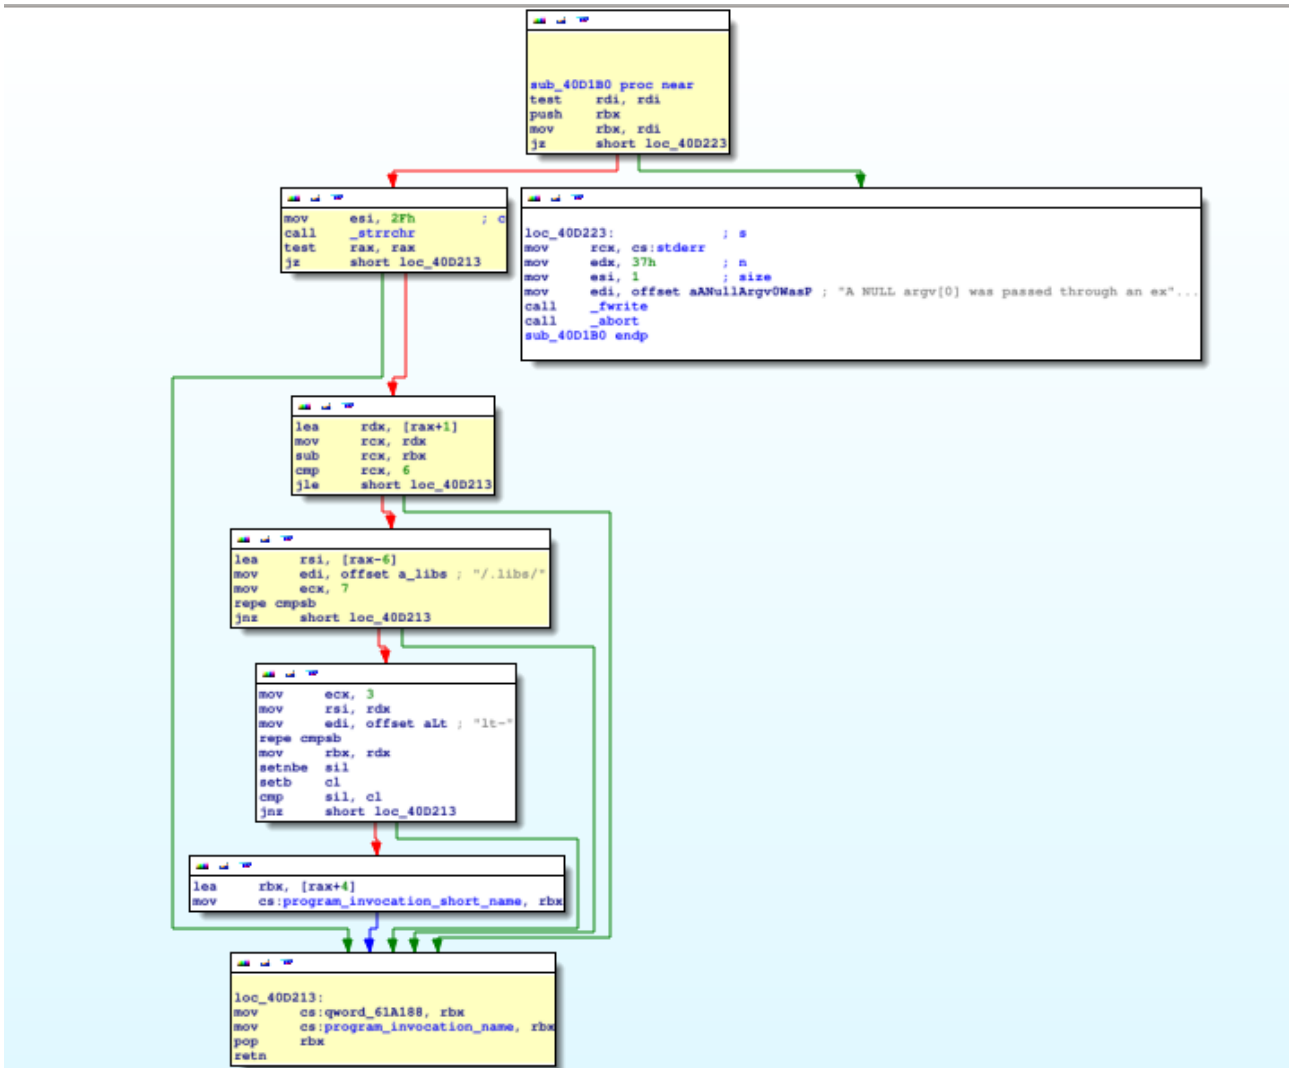 sub_40D1B0 proc near
test rdi, rdi
push rbx
mov rbx, rdi
jz short loc_40D223
mov esi, 2Fh ; c
call _strrchr
test rax, rax
jz short loc_40D213
loc_40D223: ; s
mov rcx, cs:stderr
mov edx, 37h ; n
mov esi, 1 ; size
mov edi, offset aANullArgv0WasP ; "A NULL argv[0] was passed through an ex"...
call _fwrite
call _abort
sub_40D1B0 endp
lea rdx, [rax+1]
mov rcx, rdx
sub rcx, rbx
cmp rcx, 6
jle short loc_40D213
lea rsi, [rax-6]
mov edi, offset a_libs ; "/.libs/"
mov ecx, 7
repe cmpsb
jnz short loc_40D213
mov ecx, 3
mov rsi, rdx
mov edi, offset aLt ; "lt-"
repe cmpsb
mov rbx, rdx
setnbe sil
setb cl
cmp sil, cl
jnz short loc_40D213
lea rbx, [rax+4]
mov cs:program_invocation_short_name, rbx
loc_40D213:
mov cs:qword_61A188, rbx
mov cs:program_invocation_name, rbx
pop rbx
retn